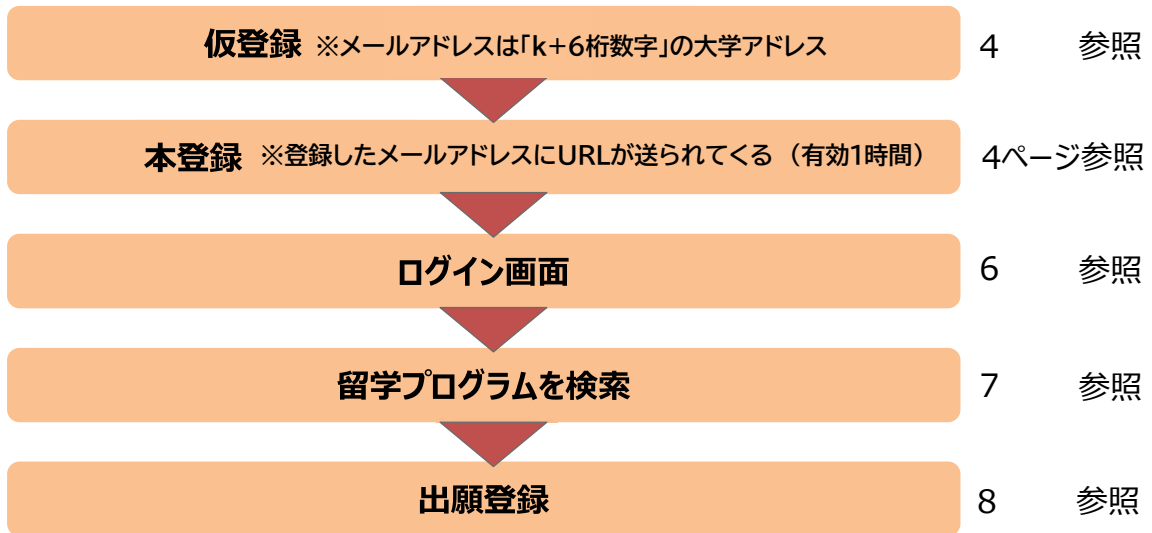 仮登録 ※メールアドレスは「k+6桁数字」の大学アドレス 4 参照
本登録 ※登録したメールアドレスにURLが送られてくる（有効1時間） 4ページ参照
ログイン画面 6 参照
留学プログラムを検索 7 参照
出願登録 8 参照